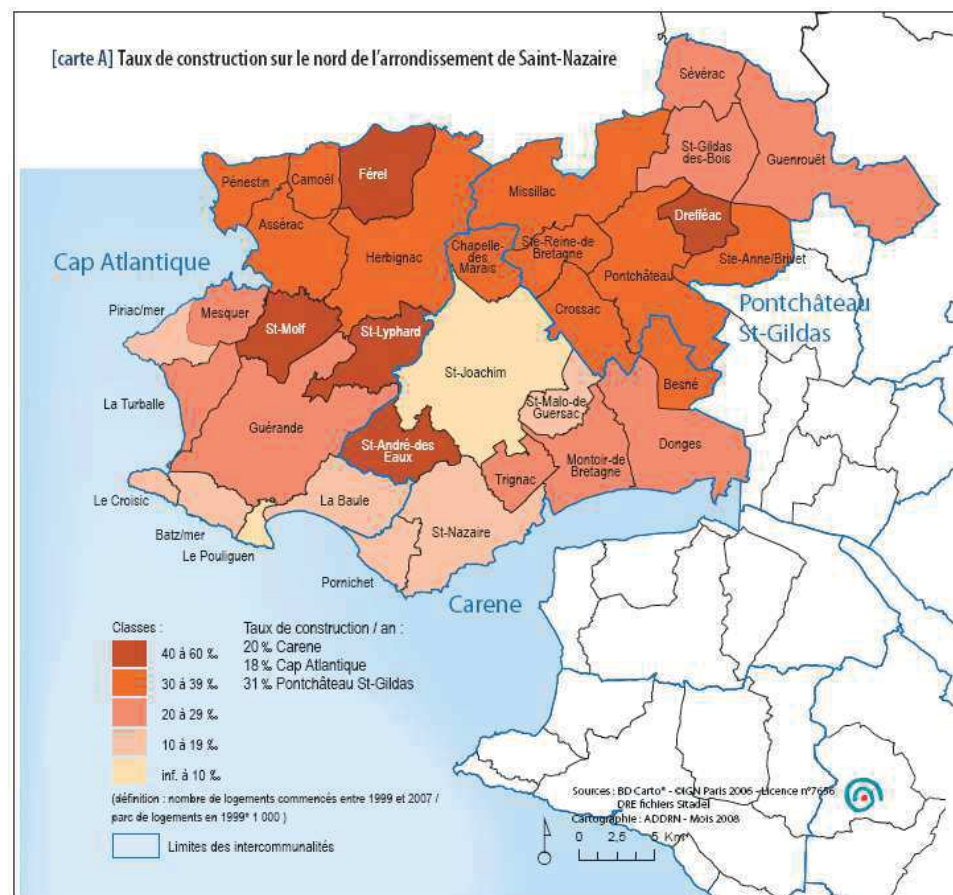 [carte A] Taux de construction sur le nord de l'arrondissement de Saint-Nazaire
Sévérac
St-Gildas
des-Bois
Guenrouët
Férel
Camoël
Pénestin
Missillac
Drefféac
Assérac
Herbignac
Chapelle-
des
Marais
Ste-Reine-de
Bretagne
Ste-Anne/Brivet
Pontchâteau
Cap Atlantique
Crossac
Pontchâteau
St-Gildas
Piriac/mer
Mesquer
St-Molf
St-Lyphard
St-Joachim
Besné
La Turballe
St-Malo-de
Guersac
Guérande
St-André-des
Eaux
Donges
Montoir-de
Bretagne
Trignac
Le Croisic
La Baule
St-Nazaire
Batz/mer
Le Pouliguen
Pornichet
Carene
Classes :
40 à 60 ‰
30 à 39 ‰
20 à 29 ‰
10 à 19 ‰
inf. à 10 ‰
Taux de construction / an :
20 ‰ Carene
18 ‰ Cap Atlantique
31 ‰ Pontchâteau St-Gildas
(définition : nombre de logements commencés entre 1999 et 2007 /
parc de logements en 1999* 1 000 )
Limites des intercommunalités
Sources : BD Carto® - ©IGN Paris 2006 - Licence n°7656
DRE fichiers Sitadel
Cartographie : ADDRN - Mois 2008
0 2,5 5 Km